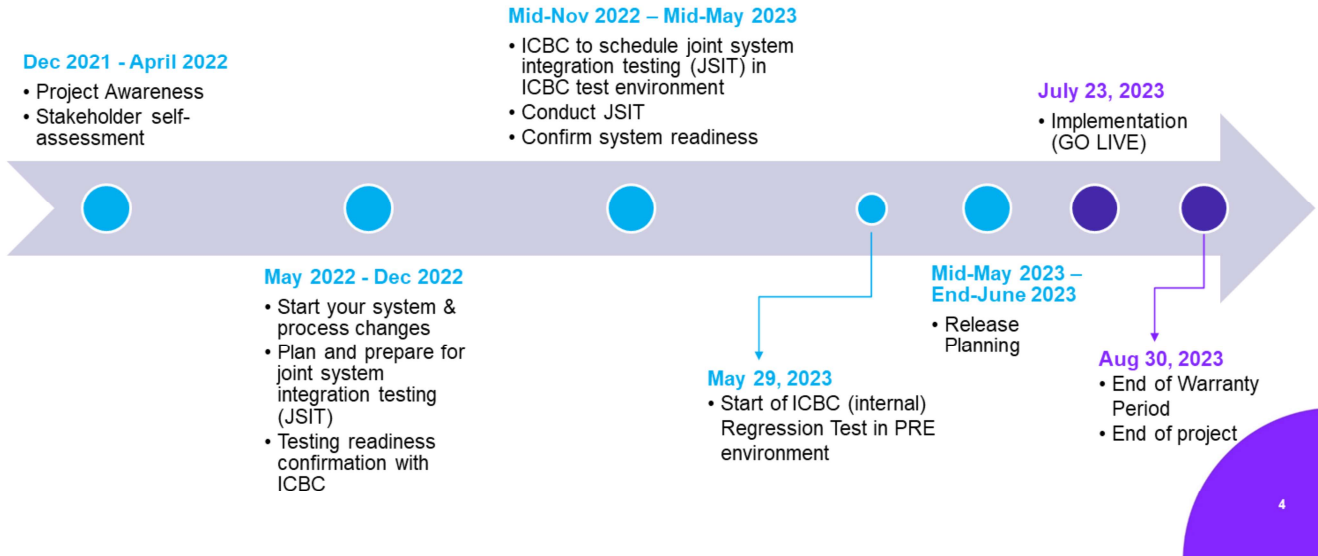 Dec 2021 - April 2022
• Project Awareness
• Stakeholder self-
assessment
May 2022 - Dec 2022
• Start your system &
process changes
• Plan and prepare for
joint system
integration testing
(JSIT)
• Testing readiness
confirmation with
ICBC
Mid-Nov 2022 – Mid-May 2023
• ICBC to schedule joint system
integration testing (JSIT) in
ICBC test environment
• Conduct JSIT
• Confirm system readiness
May 29, 2023
• Start of ICBC (internal)
Regression Test in PRE
environment
Mid-May 2023 –
End-June 2023
• Release
Planning
July 23, 2023
• Implementation
(GO LIVE)
Aug 30, 2023
• End of Warranty
Period
• End of project
4